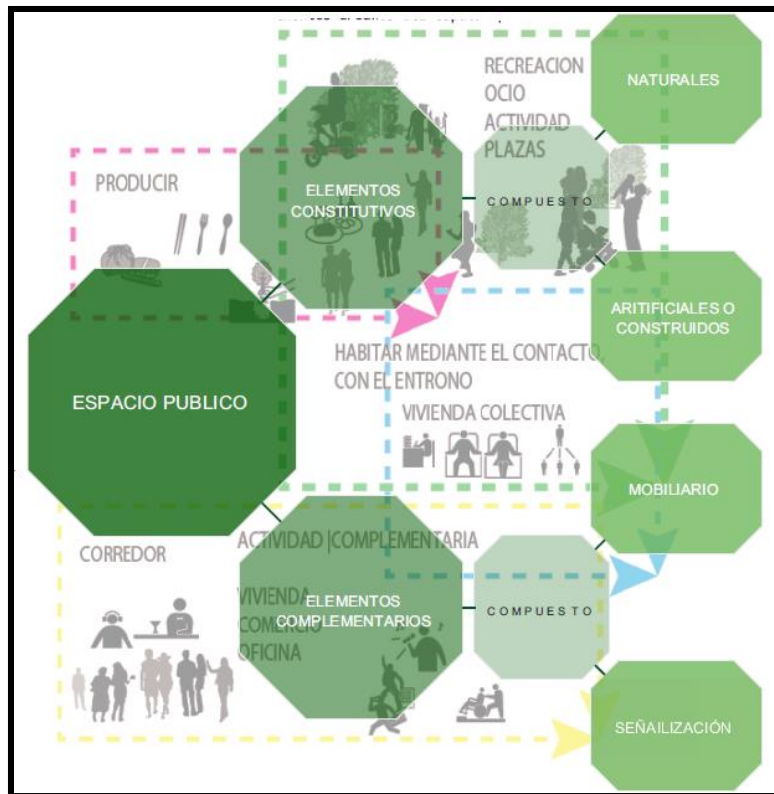 RECREACION
OCIO
ACTIVIDAD
PLAZAS
NATURALES
PRODUCIR
ELEMENTOS
CONSTITUTIVOS
COMPUESTO
ARITIFICIALES O
CONSTRUIDOS
HABITAR MEDIANTE EL CONTACTO,
CON EL ENTRONO
ESPACIO PUBLICO
VIVIENDA COLECTIVA
MOBILIARIO
CORREDOR
ACTIVIDAD |COMPLEMENTARIA
VIVIENDA
COMERCIO
OFICINA
ELEMENTOS
COMPLEMENTARIOS
COMPUESTO
SEÑAILIZACIÓN